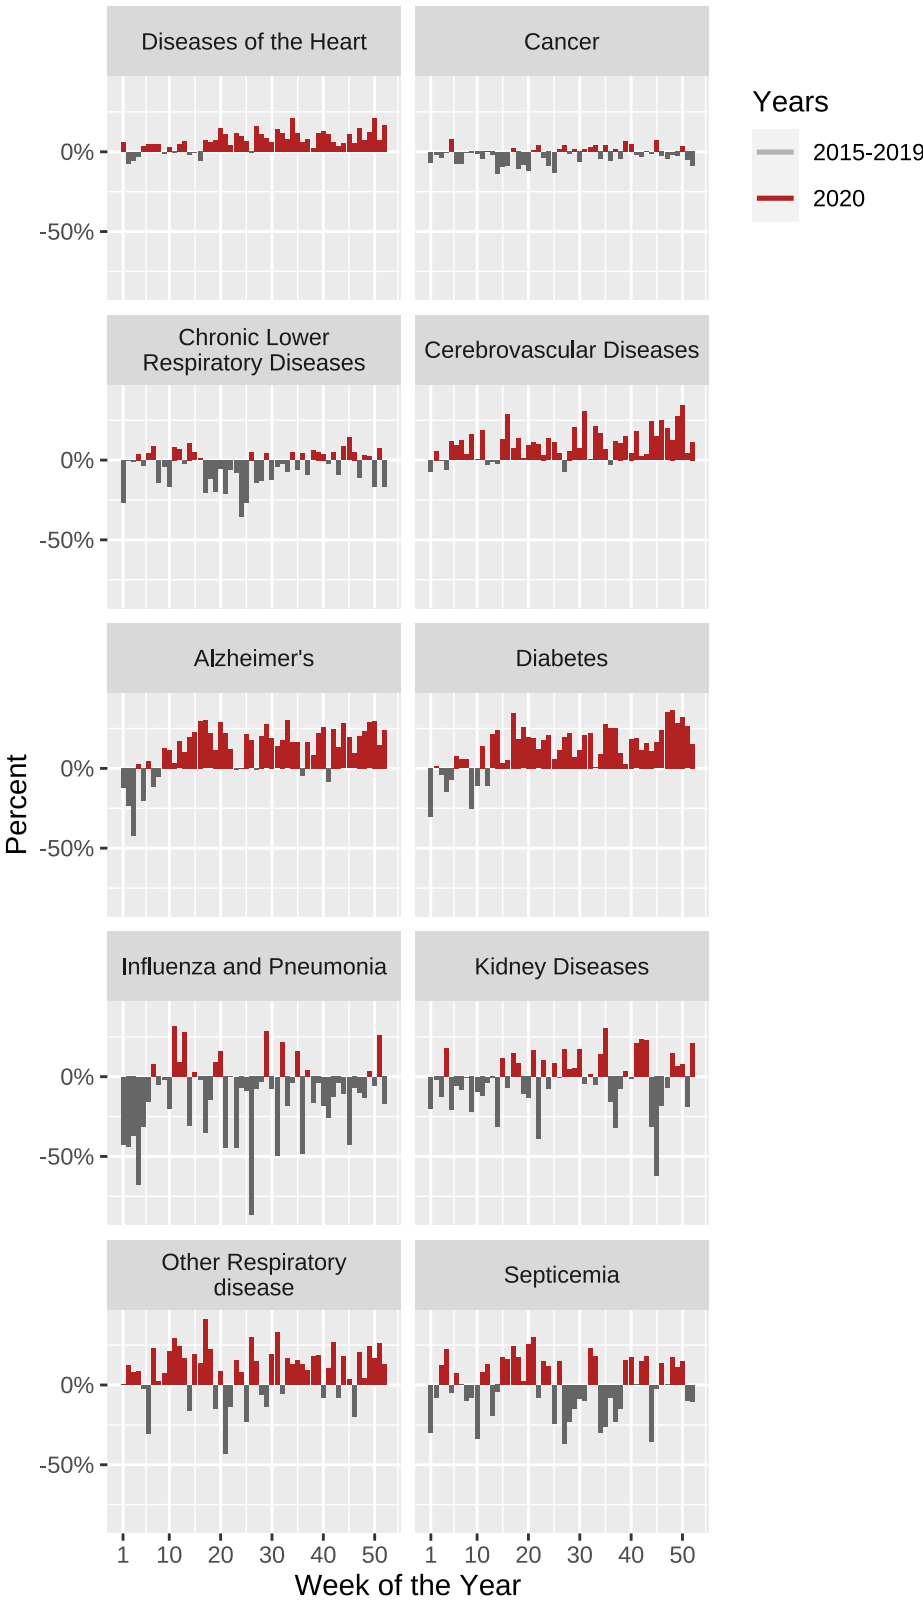 Diseases of the Heart
Cancer
Years
2015-2019
2020
0%
-50%
Chronic Lower
Respiratory Diseases
Cerebrovascular Diseases
0%
-50%
Alzheimer's
Diabetes
0%
-50%
Percent
Influenza and Pneumonia
Kidney Diseases
0%
-50%
Other Respiratory
disease
Septicemia
0%
-50%
1 10 20 30 40 50 1 10 20 30 40 50
Week of the Year